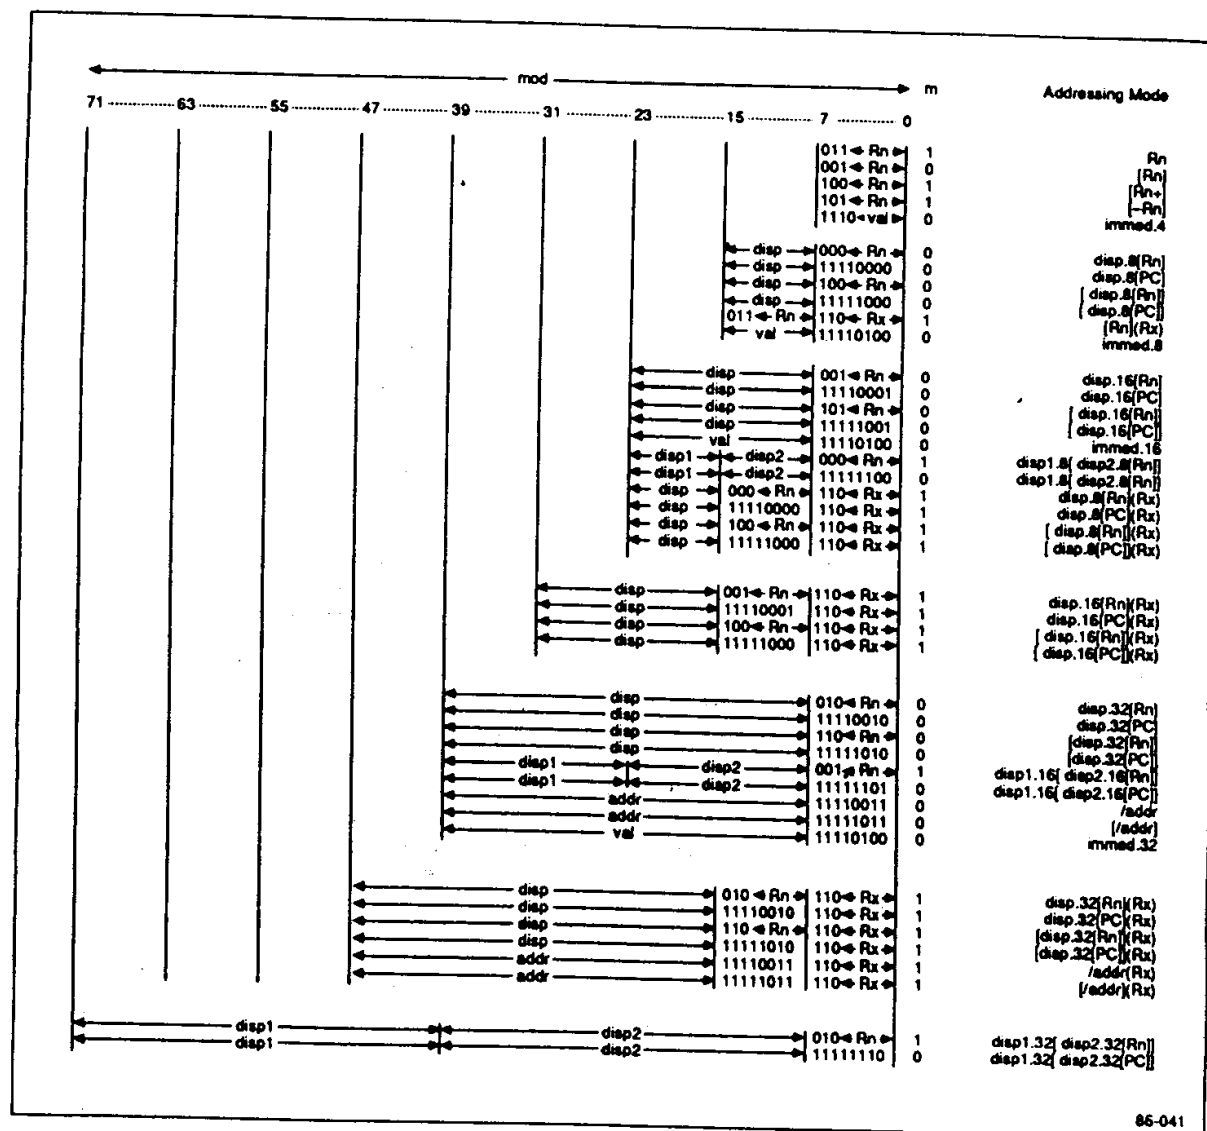 mod m Addressing Mode
71 63 55 47 39 31 23 15 7 0
011 Rn 1 Rn
001 Rn 0 [Rn]
100 Rn 1 [Rn+]
101 Rn 1 [–Rn]
1110 val 0 immed.4
disp 000 Rn 0 disp.8[Rn]
disp 11110000 0 disp.8[PC]
disp 100 Rn 0 [ disp.8[Rn]]
disp 11111000 0 [ disp.8[PC]]
011 Rn 110 Rx 1 [Rn](Rx)
val 11110100 0 immed.8
disp 001 Rn 0 disp.16[Rn]
disp 11110001 0 disp.16[PC]
disp 101 Rn 0 [ disp.16[Rn]]
disp 11111001 0 [ disp.16[PC]]
val 11110100 0 immed.16
disp1 disp2 000 Rn 1 disp1.8[ disp2.8[Rn]]
disp1 disp2 11111100 0 disp1.8[ disp2.8[Rn]]
disp 000 Rn 110 Rx 1 disp.8[Rn](Rx)
disp 11110000 110 Rx 1 disp.8[PC](Rx)
disp 100 Rn 110 Rx 1 [ disp.8[Rn]](Rx)
disp 11111000 110 Rx 1 [ disp.8[PC]](Rx)
disp 001 Rn 110 Rx 1 disp.16[Rn](Rx)
disp 11110001 110 Rx 1 disp.16[PC](Rx)
disp 100 Rn 110 Rx 1 [ disp.16[Rn]](Rx)
disp 11111000 110 Rx 1 [ disp.16[PC]](Rx)
disp 010 Rn 0 disp.32[Rn]
disp 11110010 0 disp.32[PC]
disp 110 Rn 0 [disp.32[Rn]]
disp 11111010 0 [disp.32[PC]]
disp1 disp2 001 Rn 1 disp1.16[ disp2.16[Rn]]
disp1 disp2 11111101 0 disp1.16[ disp2.16[PC]]
addr 11110011 0 /addr
addr 11111011 0 [/addr]
val 11110100 0 immed.32
disp 010 Rn 110 Rx 1 disp.32[Rn](Rx)
disp 11110010 110 Rx 1 disp.32[PC](Rx)
disp 110 Rn 110 Rx 1 [disp.32[Rn]](Rx)
disp 11111010 110 Rx 1 [disp.32[PC]](Rx)
addr 11110011 110 Rx 1 /addr(Rx)
addr 11111011 110 Rx 1 [/addr](Rx)
disp1 disp2 010 Rn 1 disp1.32[ disp2.32[Rn]]
disp1 disp2 11111110 0 disp1.32[ disp2.32[PC]]
86-041